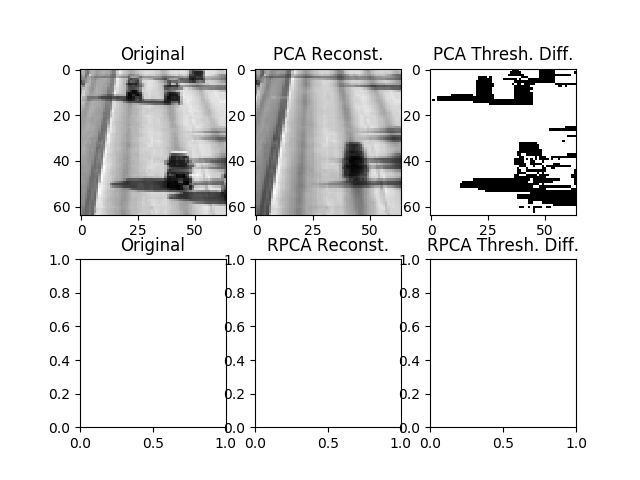 Original PCA Reconst. PCA Thresh. Diff.
0 0 0
20 20 20
40 40 40
60 60 60
0 25 50 0 25 50 0 25 50
Original RPCA Reconst. RPCA Thresh. Diff.
1.0 1.0 1.0
0.8 0.8 0.8
0.6 0.6 0.6
0.4 0.4 0.4
0.2 0.2 0.2
0.0 0.0 0.0
0.0 0.5 1.0 0.0 0.5 1.0 0.0 0.5 1.0